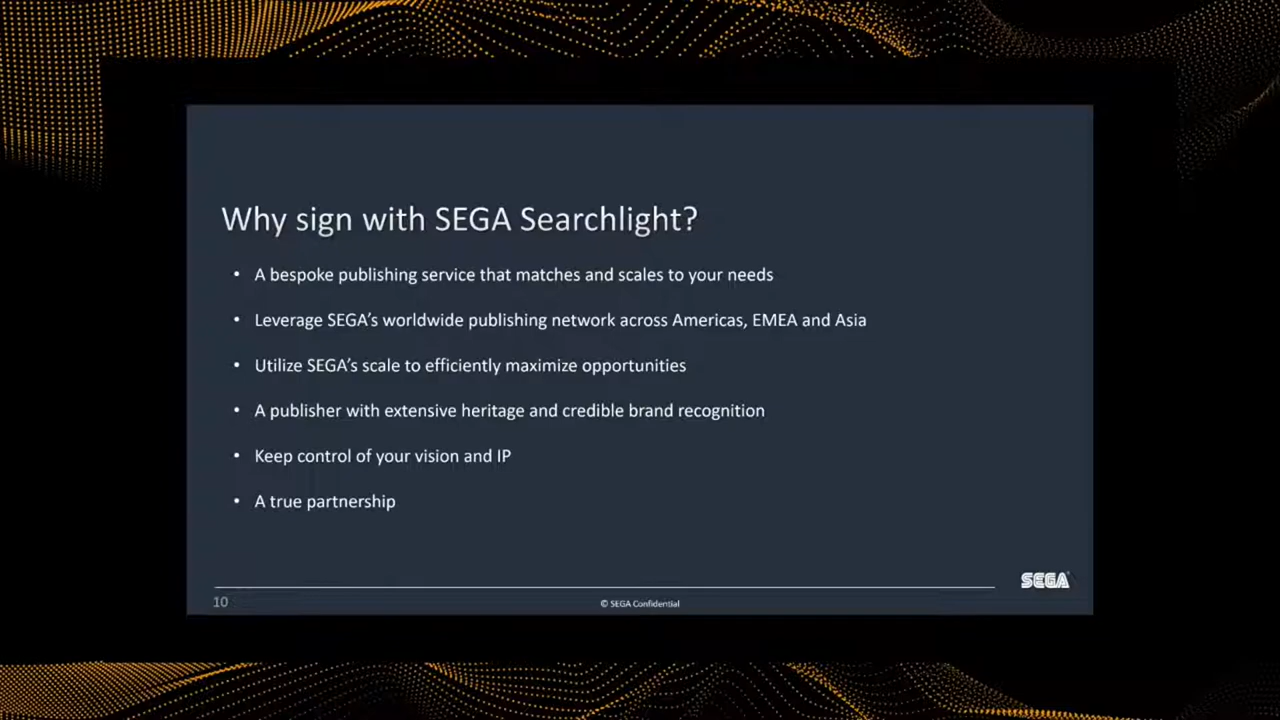 Why sign with SEGA Searchlight?
• A bespoke publishing service that matches and scales to your needs
• Leverage SEGA’s worldwide publishing network across Americas, EMEA and Asia
• Utilize SEGA’s scale to efficiently maximize opportunities
• A publisher with extensive heritage and credible brand recognition
• Keep control of your vision and IP
• A true partnership
SEGA
10
© SEGA Confidential